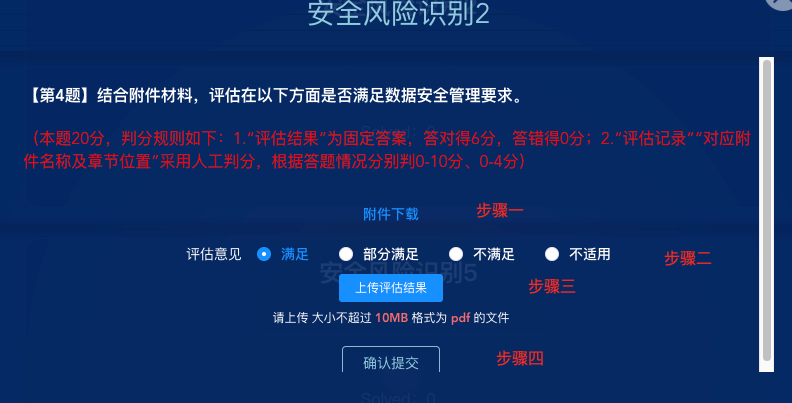 安全风险识别2
【第4题】结合附件材料，评估在以下方面是否满足数据安全管理要求。
（本题20分，判分规则如下：1.“评估结果”为固定答案，答对得6分，答错得0分；2.“评估记录”“对应附
件名称及章节位置”采用人工判分，根据答题情况分别判0-10分、0-4分）
附件下载 步骤一
评估意见 满足 部分满足 不满足 不适用 步骤二
安全风险识别5
上传评估结果 步骤三
请上传 大小不超过 10MB 格式为 pdf 的文件
确认提交 步骤四
Solved: 0